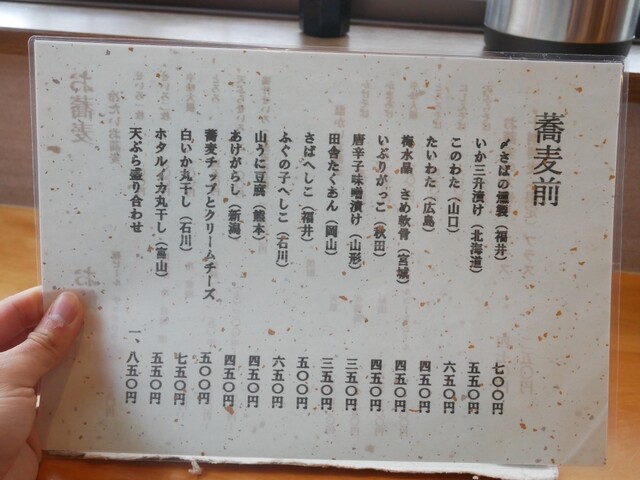 蕎麦前
〆さばの燻製（福井） 七〇〇円
いか三升漬け（北海道） 五五〇円
このわた（山口） 六五〇円
たいわた（広島） 四五〇円
梅水晶 さめ軟骨（宮城） 四五〇円
いぶりがっこ（秋田） 四五〇円
唐辛子味噌漬け（山形） 三五〇円
田舎たくあん（岡山） 三五〇円
さばへしこ（福井） 五〇〇円
ふぐの子へしこ（石川） 六五〇円
山うに豆腐（熊本） 四五〇円
あけがらし（新潟） 四五〇円
蕎麦チップとクリームチーズ 五〇〇円
白いか丸干し（石川） 七五〇円
ホタルイカ丸干し（富山） 五五〇円
天ぷら盛り合わせ 一、八五〇円
お蕎麦